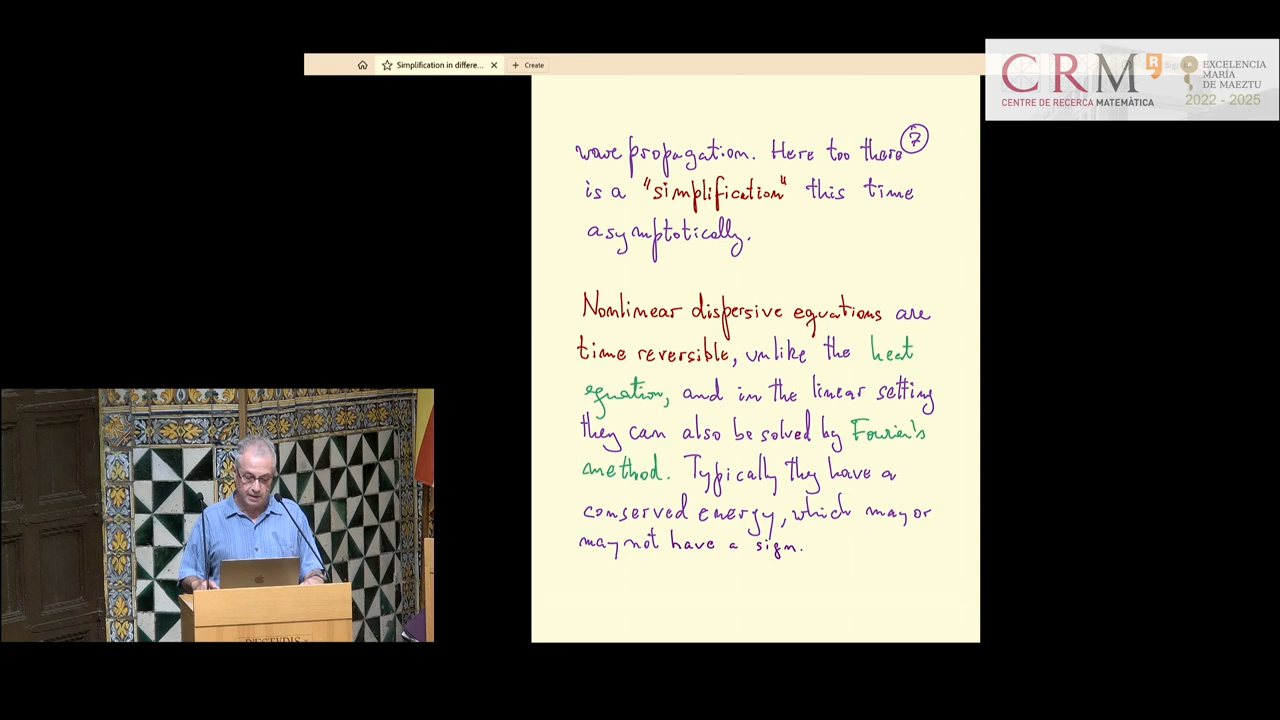 Simplification in differe...
Create
CRM
CENTRE DE RECERCA MATEMÀTICA
EXCELENCIA
MARÍA
DE MAEZTU
2022 - 2025
7
wave propagation. Here too there
is a "simplification" this time
asymptotically.
Nonlinear dispersive equations are
time reversible, unlike the heat
equation, and in the linear setting
they can also be solved by Fourier's
method. Typically they have a
conserved energy, which may or
may not have a sign.